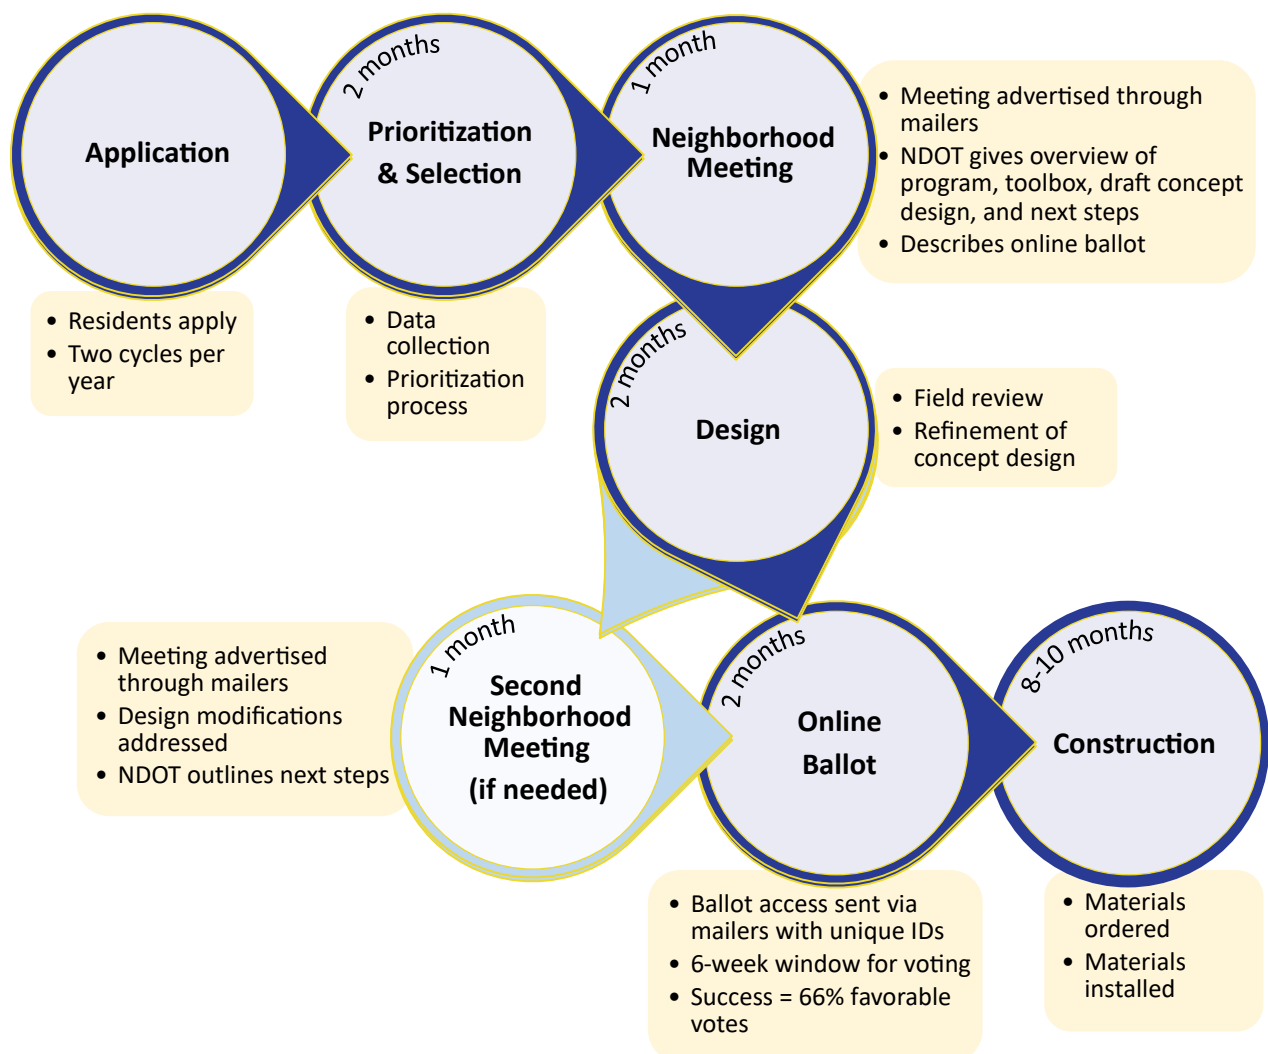 Application
• Residents apply
• Two cycles per
year
2 months
Prioritization
& Selection
• Data
collection
• Prioritization
process
1 month
Neighborhood
Meeting
• Meeting advertised through
mailers
• NDOT gives overview of
program, toolbox, draft concept
design, and next steps
• Describes online ballot
2 months
Design
• Field review
• Refinement of
concept design
1 month
Second
Neighborhood
Meeting
(if needed)
• Meeting advertised
through mailers
• Design modifications
addressed
• NDOT outlines next steps
2 months
Online
Ballot
• Ballot access sent via
mailers with unique IDs
• 6-week window for voting
• Success = 66% favorable
votes
8-10 months
Construction
• Materials
ordered
• Materials
installed